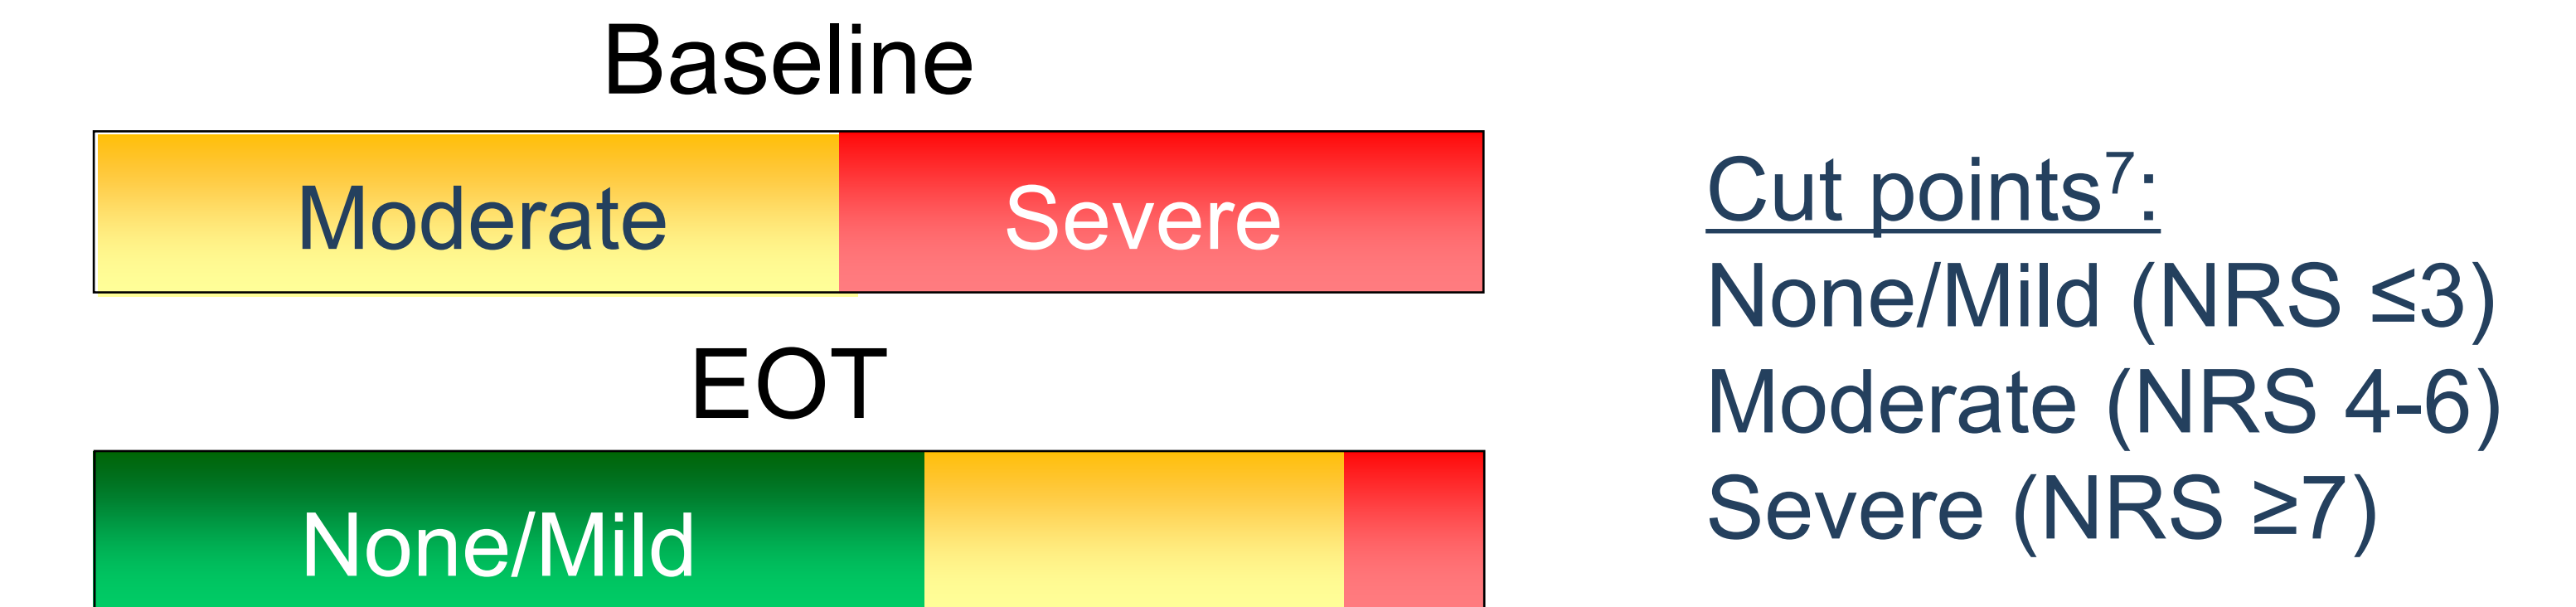 Baseline
Moderate Severe
EOT
None/Mild
Cut points⁷:
None/Mild (NRS ≤3)
Moderate (NRS 4-6)
Severe (NRS ≥7)